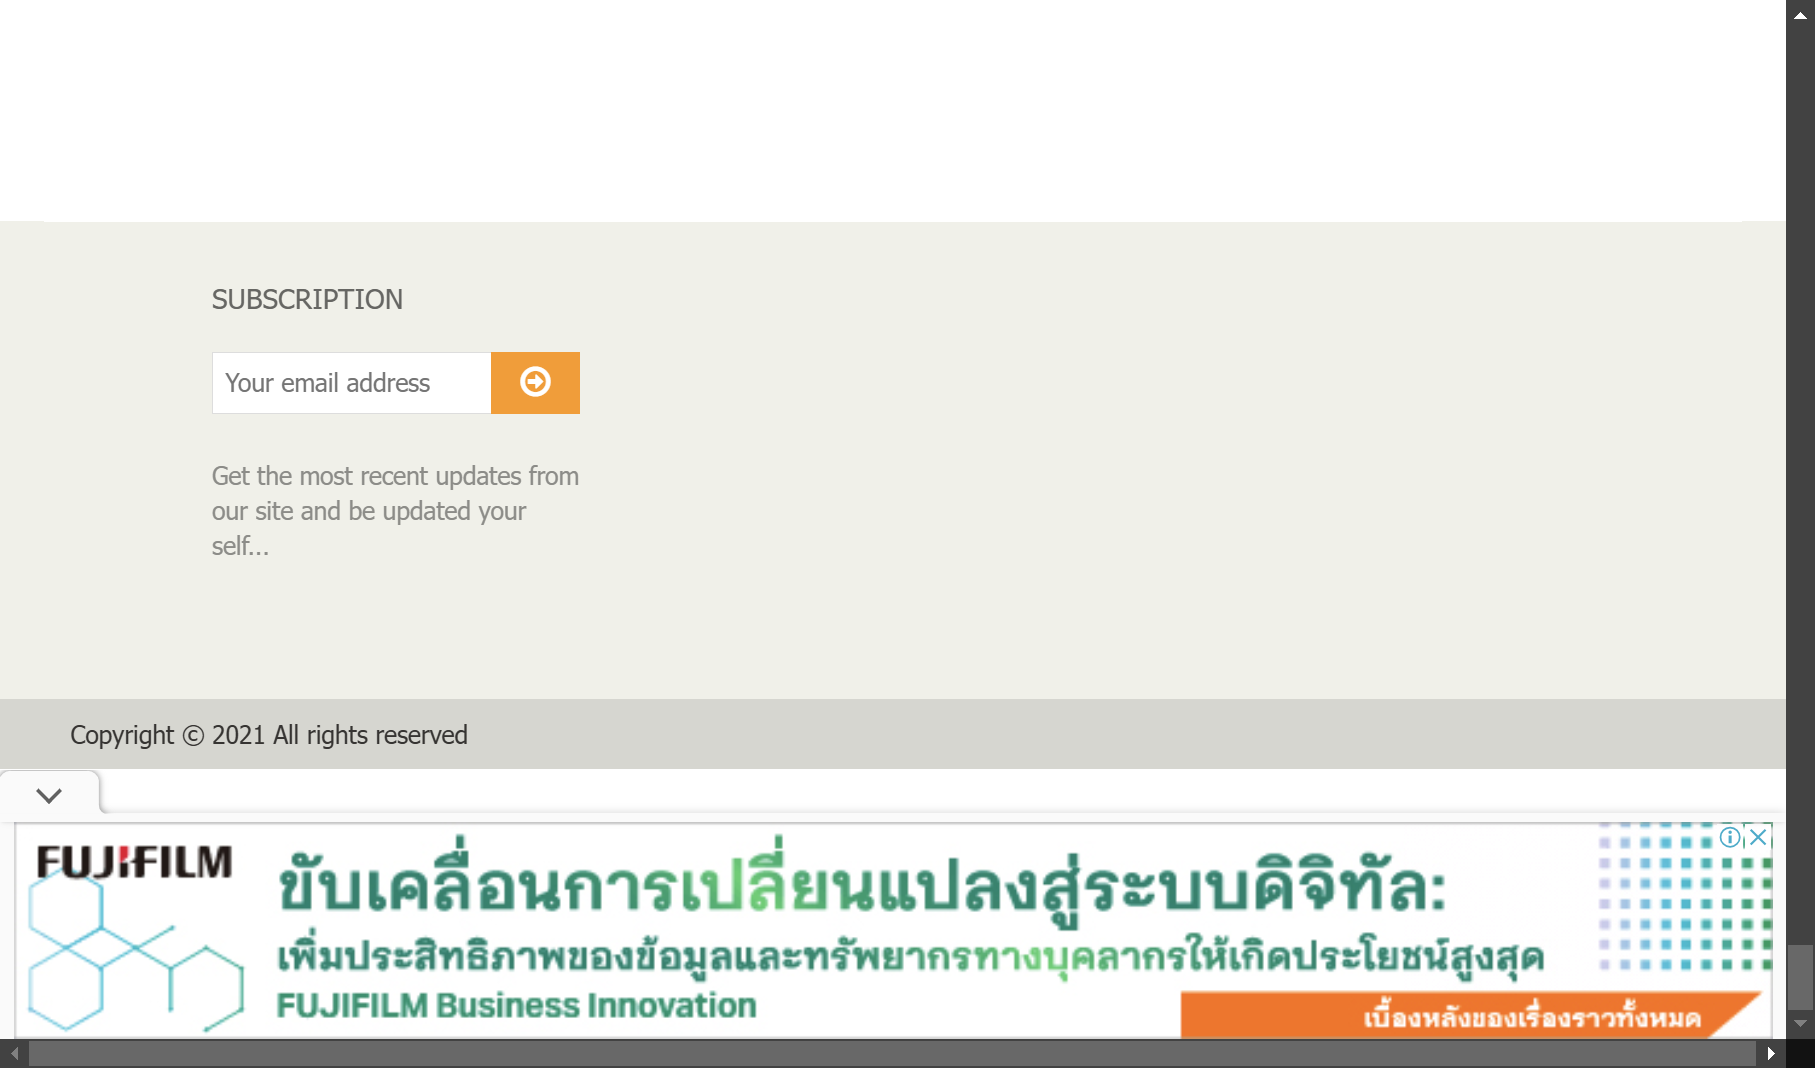 SUBSCRIPTION
Your email address
Get the most recent updates from
our site and be updated your
self...
Copyright © 2021 All rights reserved
FUJIFILM
ขับเคลื่อนการเปลี่ยนแปลงสู่ระบบดิจิทัล:
เพิ่มประสิทธิภาพของข้อมูลและทรัพยากรทางบุคลากรให้เกิดประโยชน์สูงสุด
FUJIFILM Business Innovation
เบื้องหลังของเรื่องราวทั้งหมด